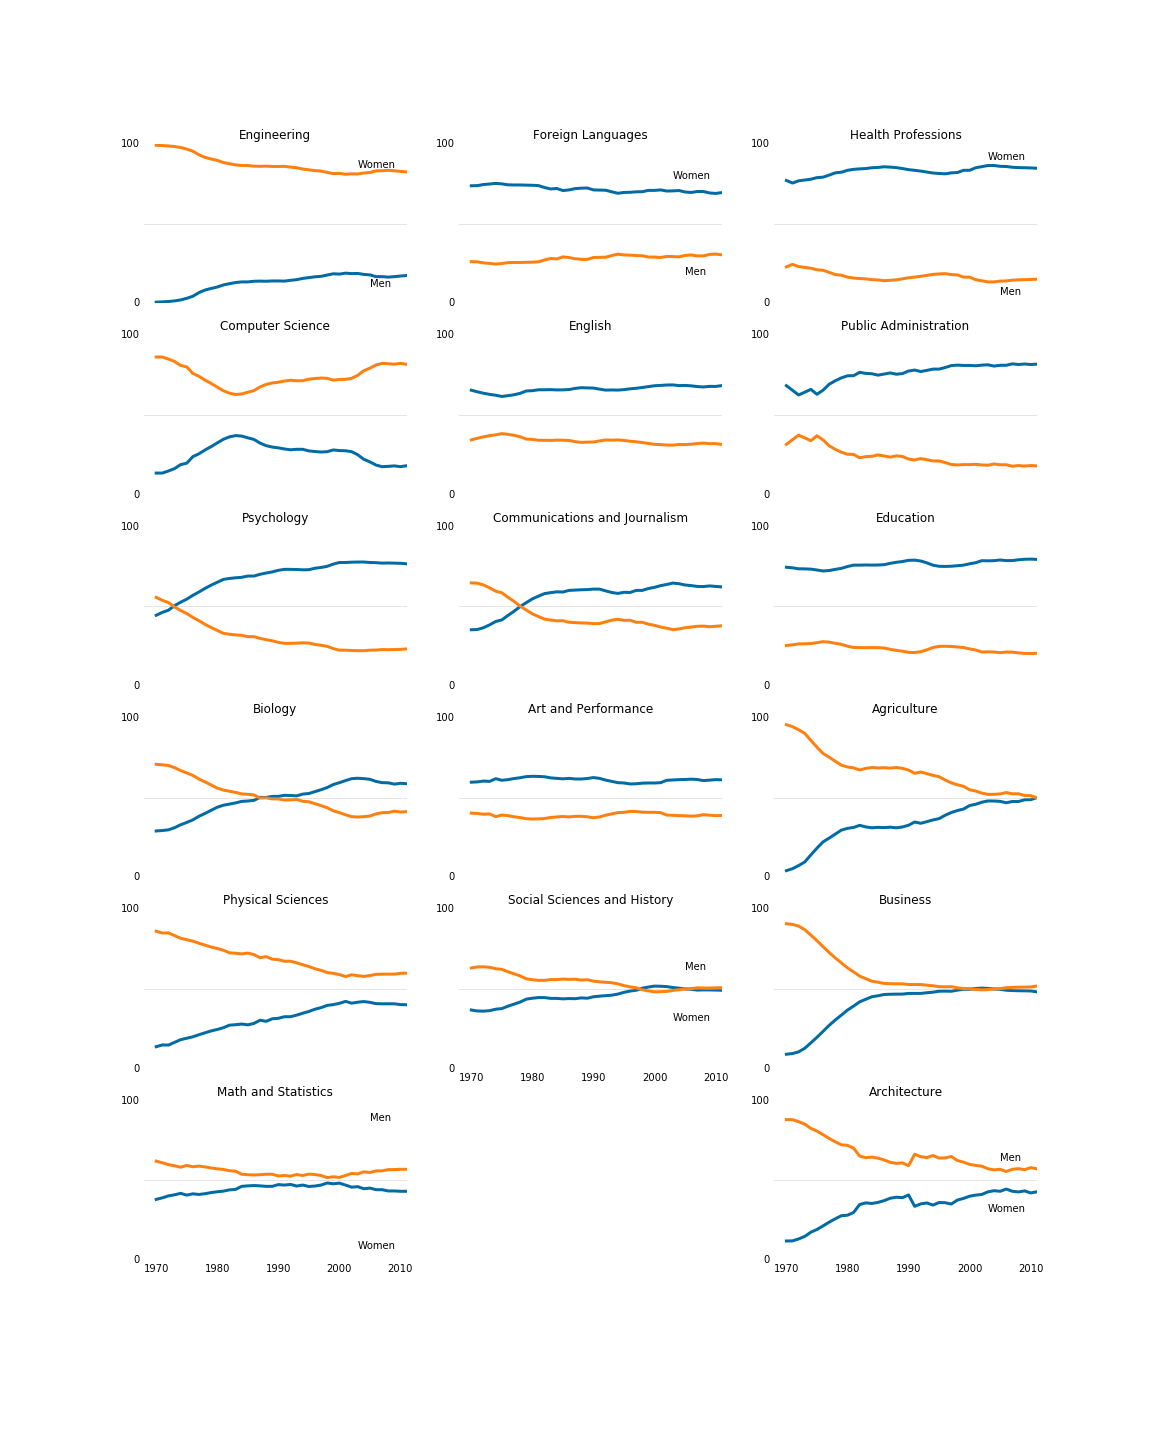 Engineering Foreign Languages Health Professions
100 100 100
Women Women Women
Men Men Men
0 0 0
Computer Science English Public Administration
100 100 100
0 0 0
Psychology Communications and Journalism Education
100 100 100
0 0 0
Biology Art and Performance Agriculture
100 100 100
0 0 0
Physical Sciences Social Sciences and History Business
100 100 100
Men
Women
0 0 0
1970 1980 1990 2000 2010
Math and Statistics Architecture
100 100
Men Men
Women Women
0 0
1970 1980 1990 2000 2010 1970 1980 1990 2000 2010